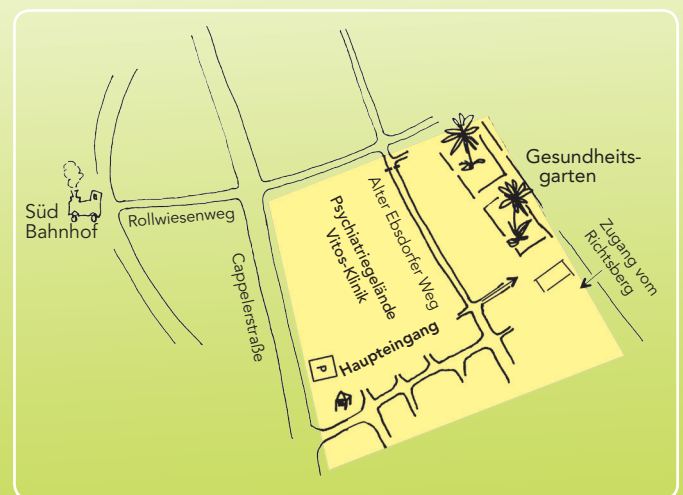 Gesundheits-
garten
Süd
Bahnhof
Rollwiesenweg
Cappelerstraße
Psychiatriegelände
Vitos-Klinik
Alter Ebsdorfer Weg
Zugang vom
Richtsberg
Haupteingang
P